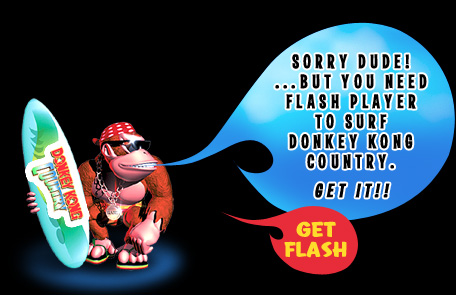 SORRY DUDE!
...BUT YOU NEED
FLASH PLAYER
TO SURF
DONKEY KONG
COUNTRY.
GET IT!!
GET
FLASH
DONKEY KONG
COUNTRY